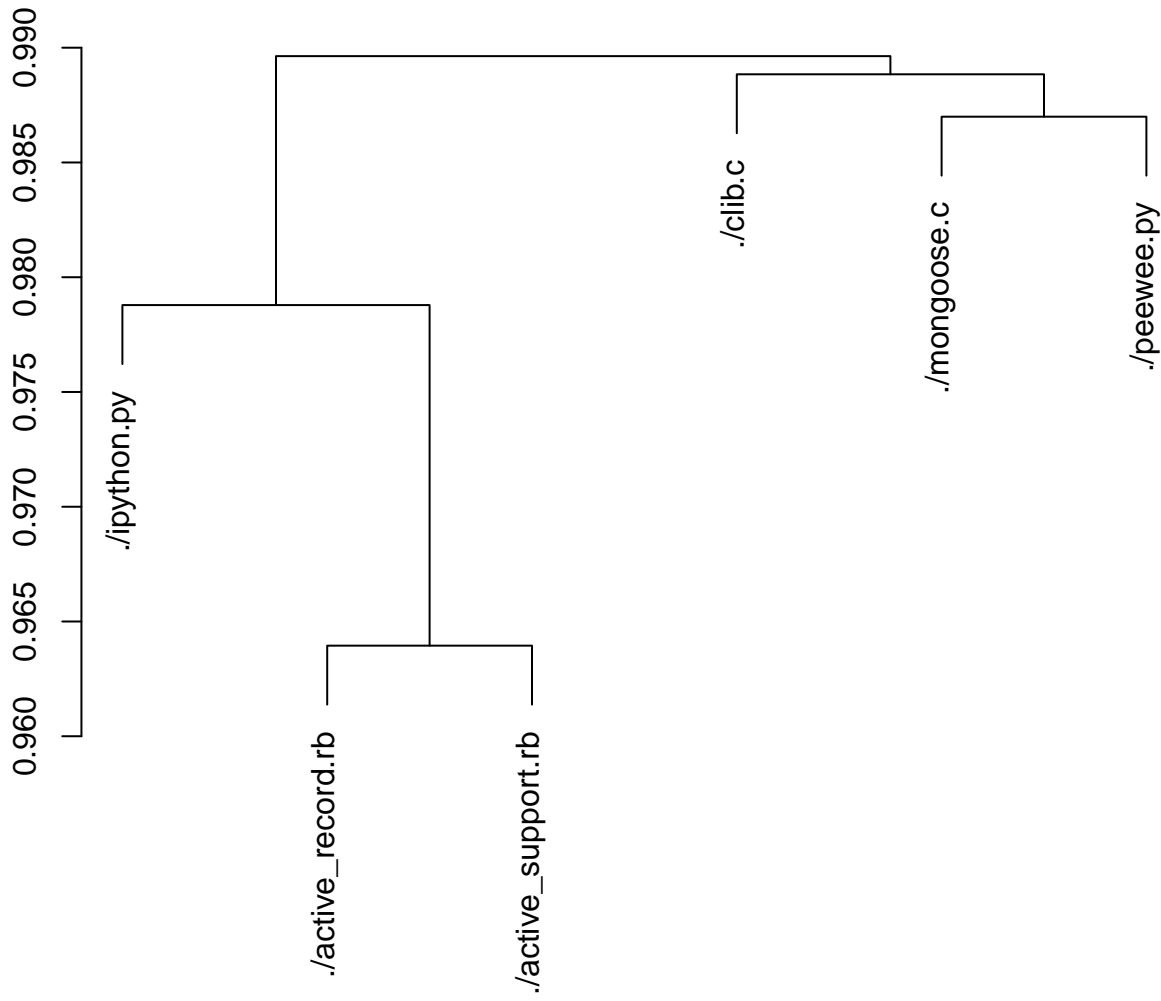 0.990
0.985
0.980
0.975
0.970
0.965
0.960
./ipython.py
./active_record.rb
./active_support.rb
./clib.c
./mongoose.c
./peewee.py